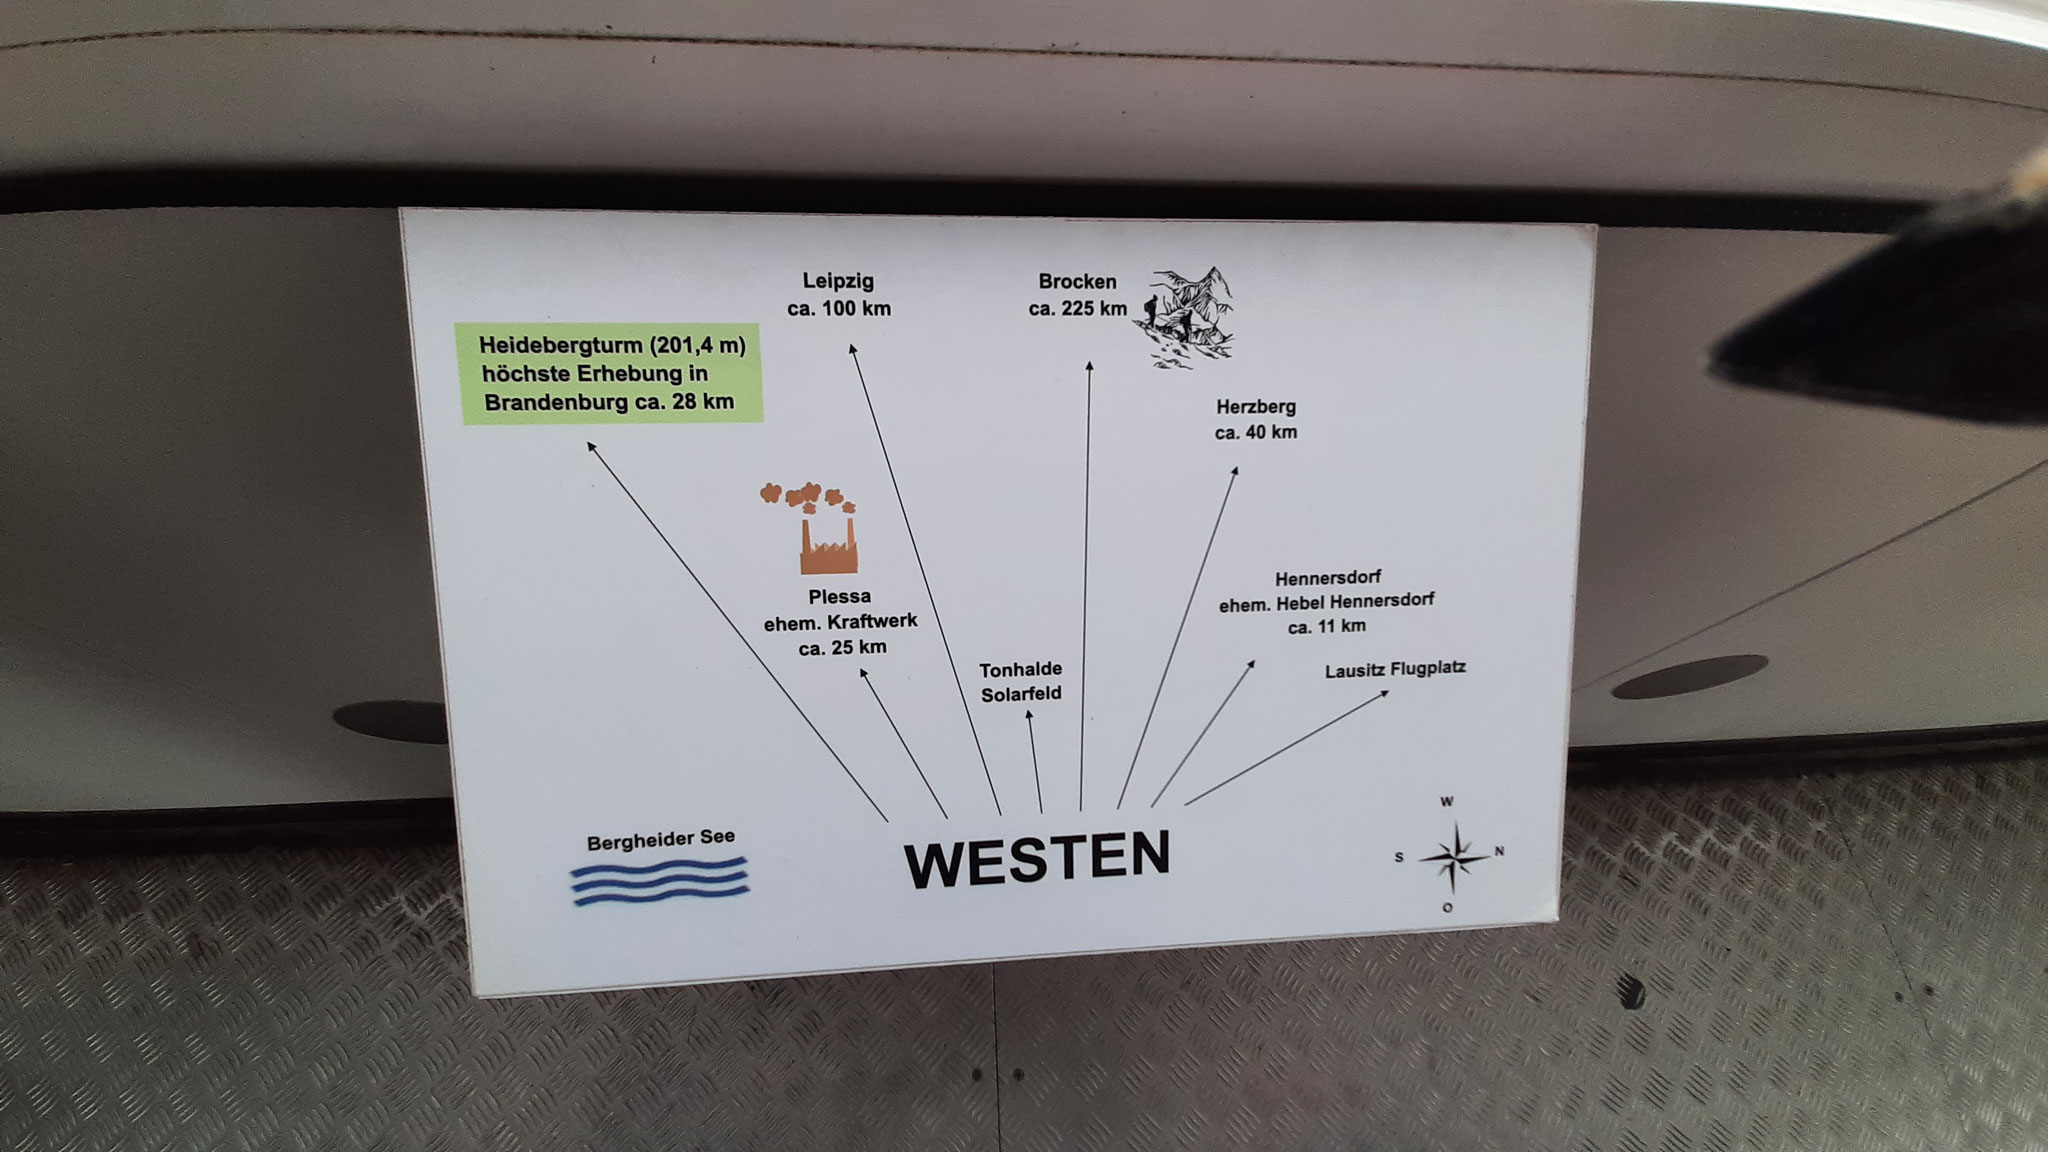 Leipzig
ca. 100 km
Brocken
ca. 225 km
Heidebergturm (201,4 m)
höchste Erhebung in
Brandenburg ca. 28 km
Herzberg
ca. 40 km
Plessa
ehem. Kraftwerk
ca. 25 km
Hennersdorf
ehem. Hebel Hennersdorf
ca. 11 km
Tonhalde
Solarfeld
Lausitz Flugplatz
Bergheider See
WESTEN
W
S
N
O